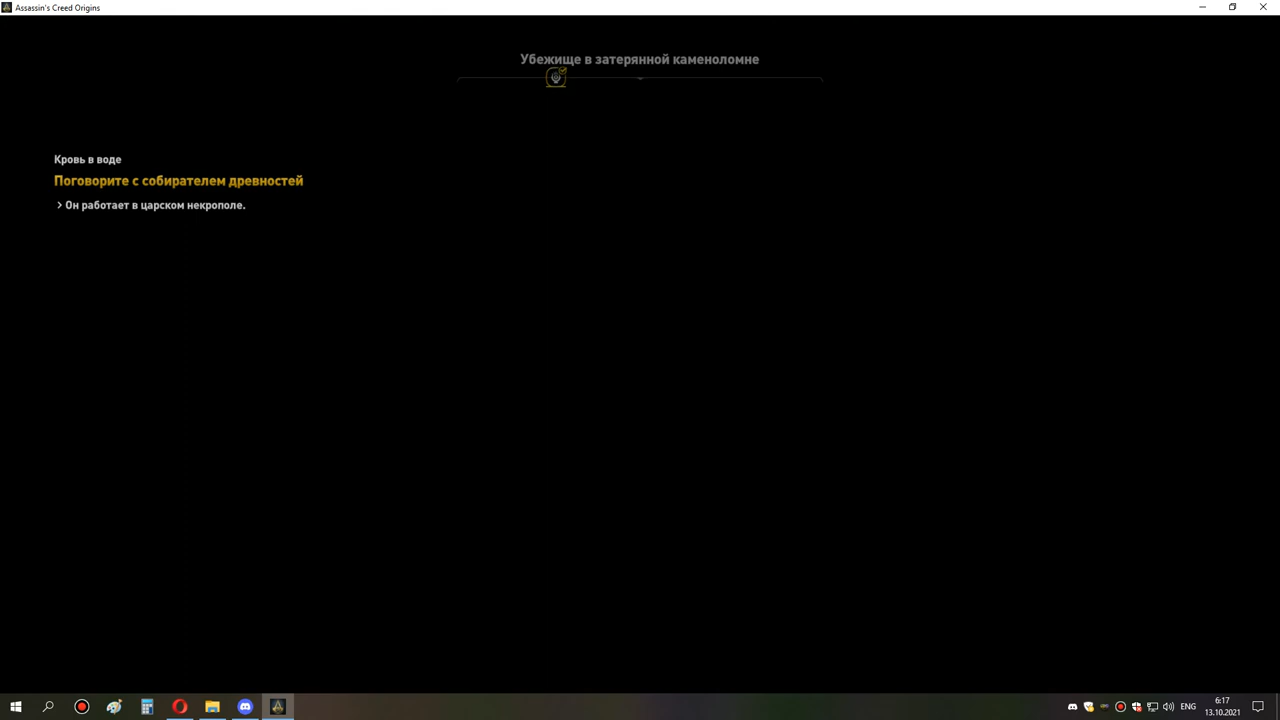 Assassin's Creed Origins
Убежище в затерянной каменоломне
Кровь в воде
Поговорите с собирателем древностей
> Он работает в царском некрополе.
ENG
6:17
13.10.2021